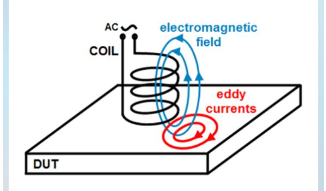 AC
COIL
electromagnetic
field
eddy
currents
DUT